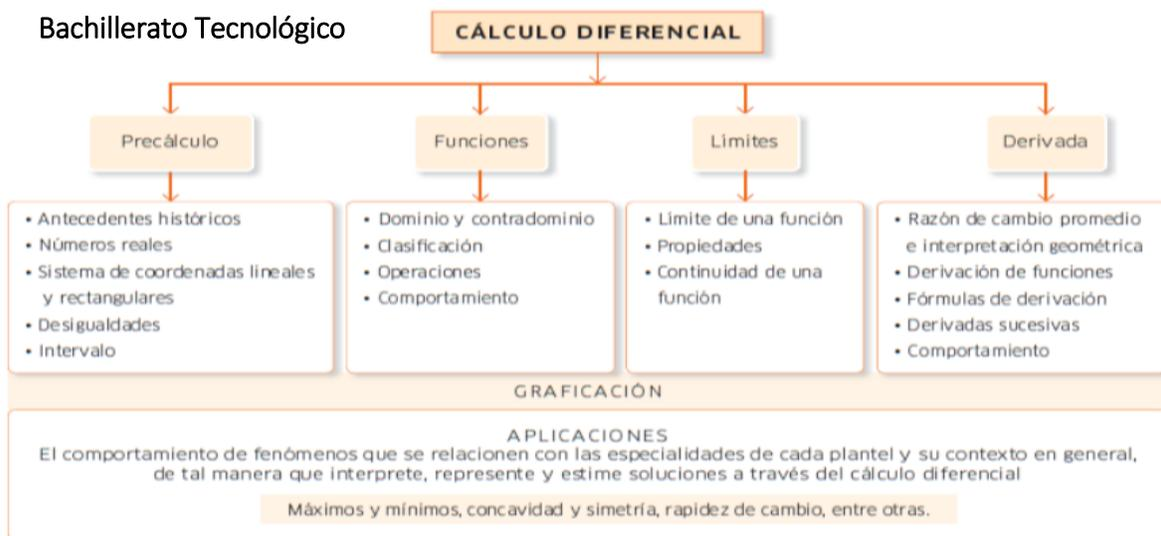 Bachillerato Tecnológico
CÁLCULO DIFERENCIAL
Precálculo
• Antecedentes históricos
• Números reales
• Sistema de coordenadas lineales
y rectangulares
• Desigualdades
• Intervalo
Funciones
• Dominio y contradominio
• Clasificación
• Operaciones
• Comportamiento
Límites
• Límite de una función
• Propiedades
• Continuidad de una
función
Derivada
• Razón de cambio promedio
e interpretación geométrica
• Derivación de funciones
• Fórmulas de derivación
• Derivadas sucesivas
• Comportamiento
GRAFICACIÓN
APLICACIONES
El comportamiento de fenómenos que se relacionen con las especialidades de cada plantel y su contexto en general,
de tal manera que interprete, represente y estime soluciones a través del cálculo diferencial
Máximos y mínimos, concavidad y simetría, rapidez de cambio, entre otras.